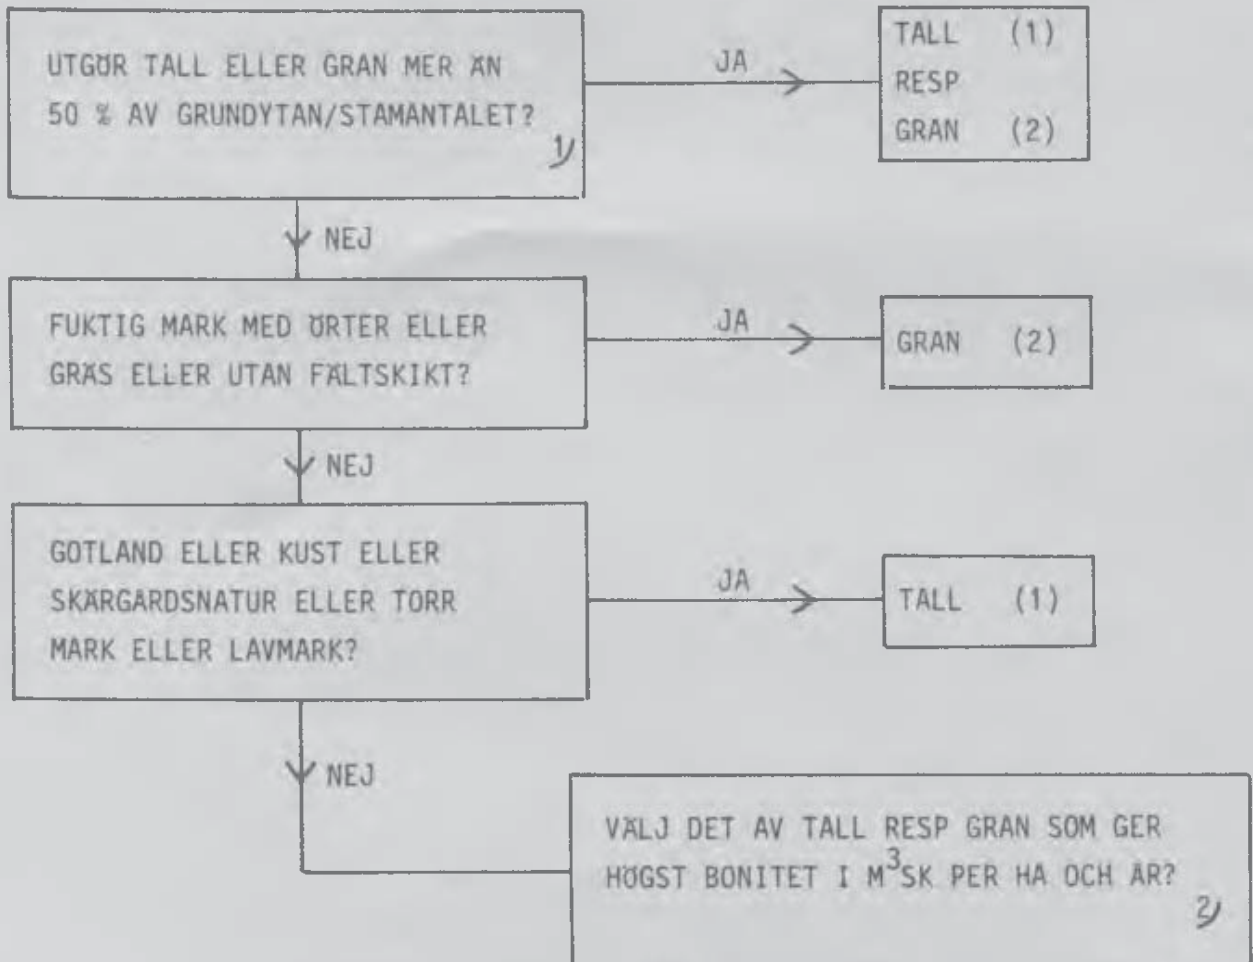 UTGÖR TALL ELLER GRAN MER ÄN
50 % AV GRUNDYTAN/STAMANTALET?
1)
JA
TALL (1)
RESP
GRAN (2)
NEJ
FUKTIG MARK MED ÖRTER ELLER
GRÄS ELLER UTAN FÄLTSKIKT?
JA
GRAN (2)
NEJ
GOTLAND ELLER KUST ELLER
SKÄRGÅRDSNATUR ELLER TORR
MARK ELLER LAVMARK?
JA
TALL (1)
NEJ
VÄLJ DET AV TALL RESP GRAN SOM GER
HÖGST BONITET I M³SK PER HA OCH ÅR?
2)